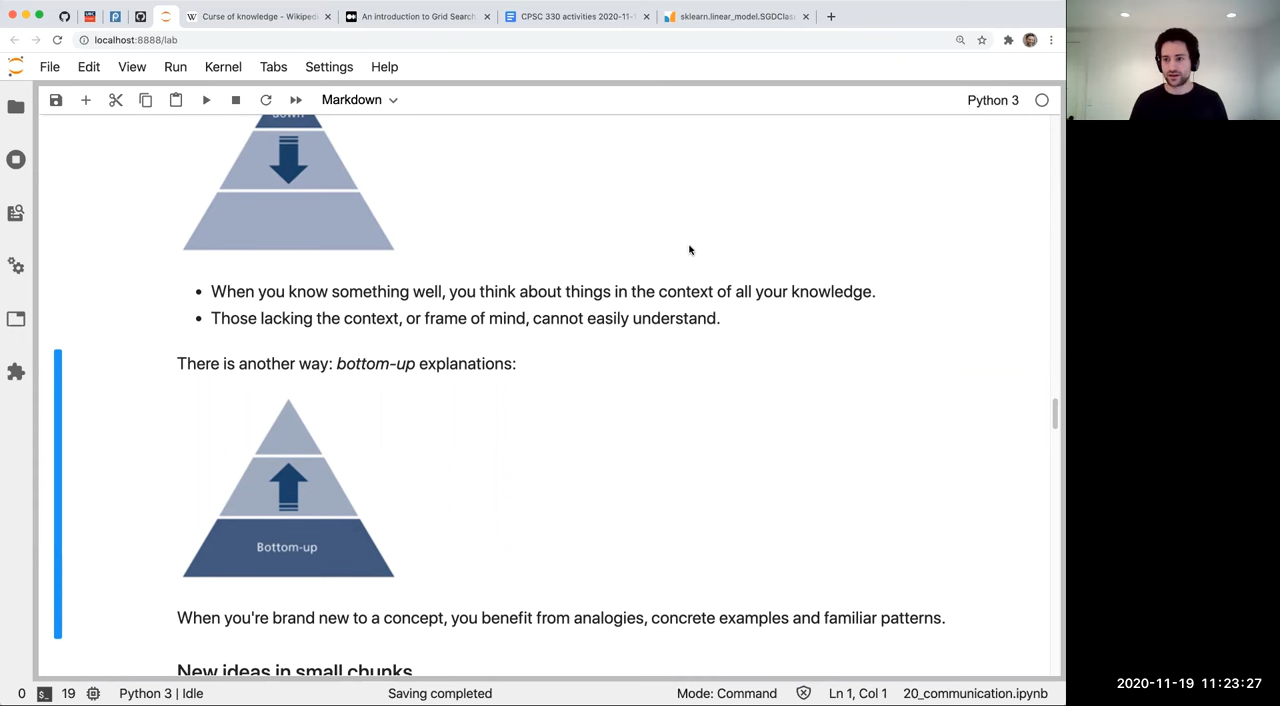 Curse of knowledge - Wikipedi
An introduction to Grid Search
CPSC 330 activities 2020-11-1
sklearn.linear_model.SGDClas
localhost:8888/lab
File Edit View Run Kernel Tabs Settings Help
Markdown
Python 3
Down
When you know something well, you think about things in the context of all your knowledge.
Those lacking the context, or frame of mind, cannot easily understand.
There is another way: bottom-up explanations:
Bottom-up
When you're brand new to a concept, you benefit from analogies, concrete examples and familiar patterns.
New ideas in small chunks
0 19 Python 3 | Idle Saving completed Mode: Command Ln 1, Col 1 20_communication.ipynb
2020-11-19 11:23:27